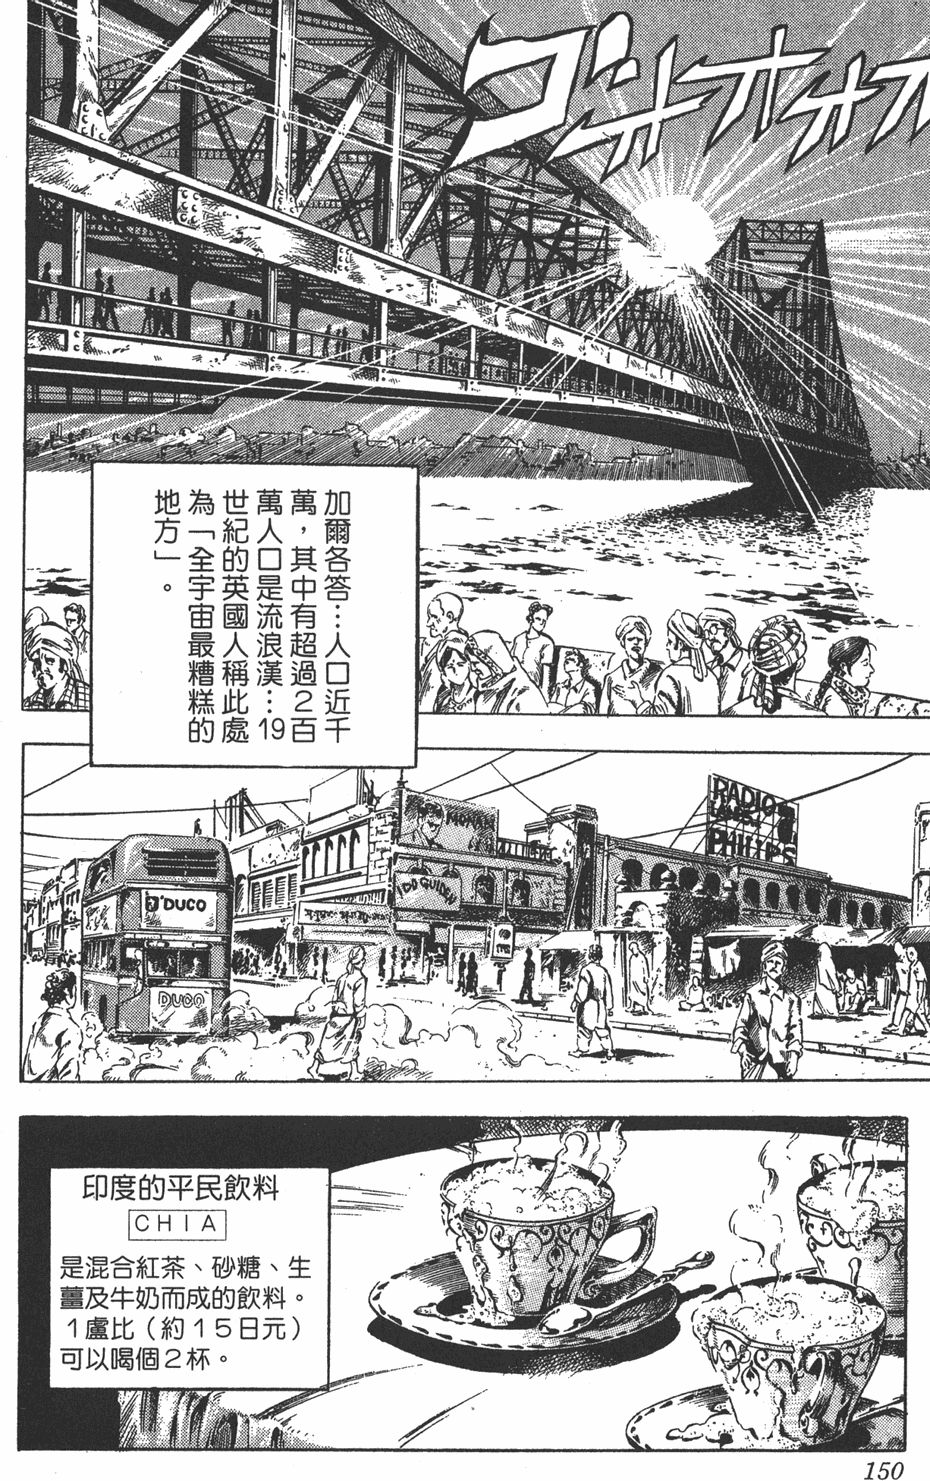 ゴオオオオオ
加爾各答…人口近千
萬，其中有超過２百
萬人口是流浪漢…19
世紀的英國人稱此處
為「全宇宙最糟糕的
地方」。
RADIO
PHILIPS
MOHAN
DUCO
DUCO
印度的平民飲料
CHIA
是混合紅茶、砂糖、生
薑及牛奶而成的飲料。
１盧比（約１５日元）
可以喝個２杯。
150